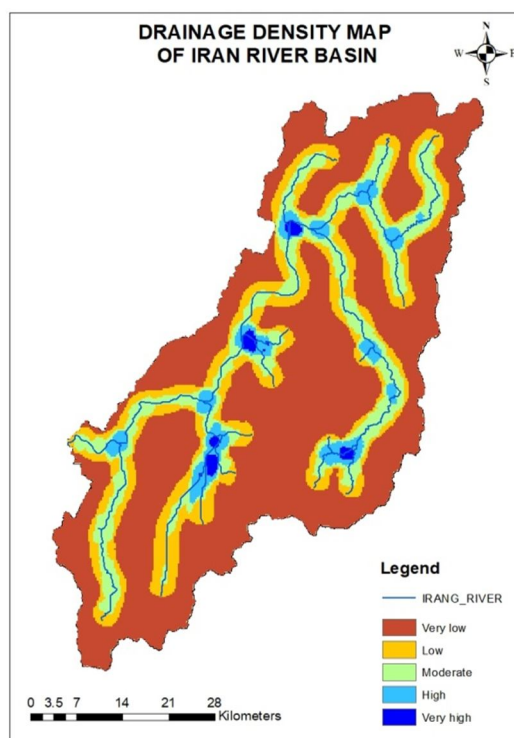 DRAINAGE DENSITY MAP
OF IRAN RIVER BASIN
N
W
E
S
Legend
IRANG_RIVER
Very low
Low
Moderate
High
Very high
0 3.5 7 14 21 28
Kilometers